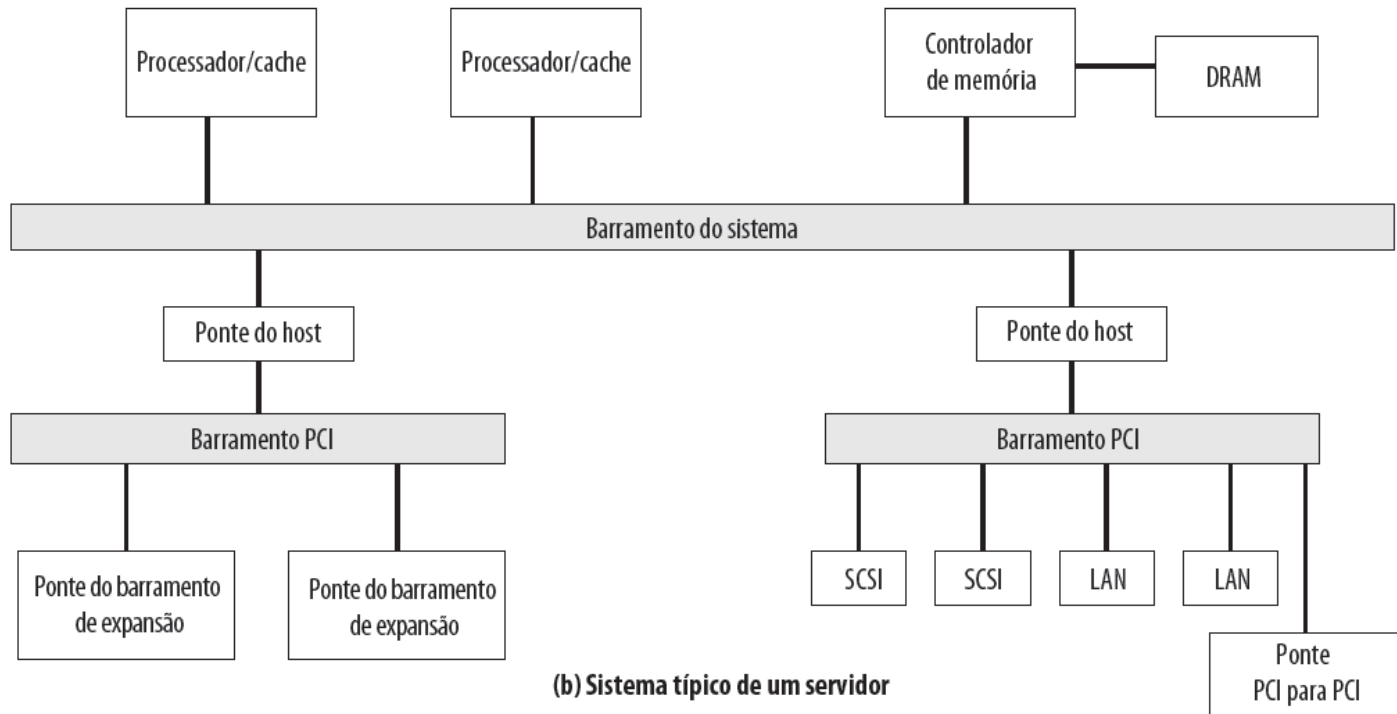 Processador/cache
Processador/cache
Controlador
de memória
DRAM
Barramento do sistema
Ponte do host
Ponte do host
Barramento PCI
Barramento PCI
Ponte do barramento
de expansão
Ponte do barramento
de expansão
SCSI
SCSI
LAN
LAN
Ponte
PCI para PCI
(b) Sistema típico de um servidor